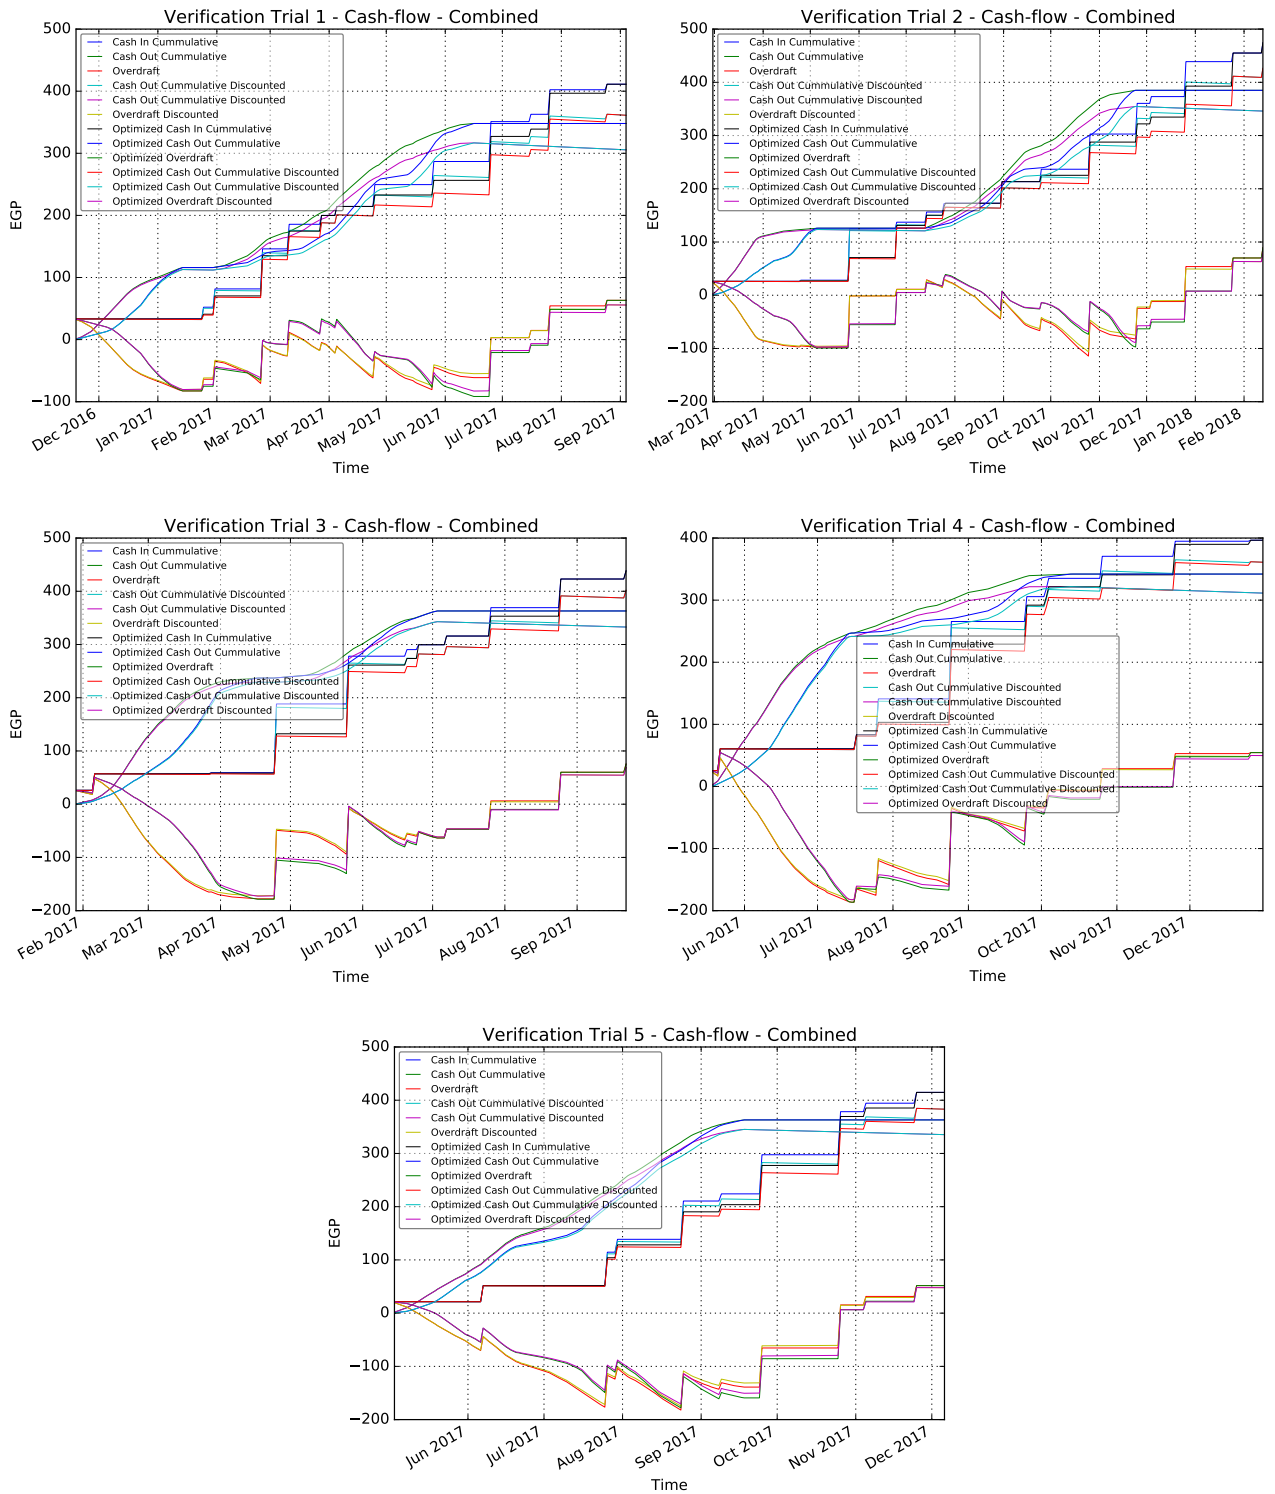 Verification Trial 1 - Cash-flow - Combined
500
400
300
200
100
0
−100
EGP
Cash In Cummulative
Cash Out Cummulative
Overdraft
Cash Out Cummulative Discounted
Cash Out Cummulative Discounted
Overdraft Discounted
Optimized Cash In Cummulative
Optimized Cash Out Cummulative
Optimized Overdraft
Optimized Cash Out Cummulative Discounted
Optimized Cash Out Cummulative Discounted
Optimized Overdraft Discounted
Dec 2016
Jan 2017
Feb 2017
Mar 2017
Apr 2017
May 2017
Jun 2017
Jul 2017
Aug 2017
Sep 2017
Time
Verification Trial 2 - Cash-flow - Combined
500
400
300
200
100
0
−100
−200
EGP
Cash In Cummulative
Cash Out Cummulative
Overdraft
Cash Out Cummulative Discounted
Cash Out Cummulative Discounted
Overdraft Discounted
Optimized Cash In Cummulative
Optimized Cash Out Cummulative
Optimized Overdraft
Optimized Cash Out Cummulative Discounted
Optimized Cash Out Cummulative Discounted
Optimized Overdraft Discounted
Mar 2017
Apr 2017
May 2017
Jun 2017
Jul 2017
Aug 2017
Sep 2017
Oct 2017
Nov 2017
Dec 2017
Jan 2018
Feb 2018
Time
Verification Trial 3 - Cash-flow - Combined
500
400
300
200
100
0
−100
−200
EGP
Cash In Cummulative
Cash Out Cummulative
Overdraft
Cash Out Cummulative Discounted
Cash Out Cummulative Discounted
Overdraft Discounted
Optimized Cash In Cummulative
Optimized Cash Out Cummulative
Optimized Overdraft
Optimized Cash Out Cummulative Discounted
Optimized Cash Out Cummulative Discounted
Optimized Overdraft Discounted
Feb 2017
Mar 2017
Apr 2017
May 2017
Jun 2017
Jul 2017
Aug 2017
Sep 2017
Time
Verification Trial 4 - Cash-flow - Combined
400
300
200
100
0
−100
−200
EGP
Cash In Cummulative
Cash Out Cummulative
Overdraft
Cash Out Cummulative Discounted
Cash Out Cummulative Discounted
Overdraft Discounted
Optimized Cash In Cummulative
Optimized Cash Out Cummulative
Optimized Overdraft
Optimized Cash Out Cummulative Discounted
Optimized Cash Out Cummulative Discounted
Optimized Overdraft Discounted
Jun 2017
Jul 2017
Aug 2017
Sep 2017
Oct 2017
Nov 2017
Dec 2017
Time
Verification Trial 5 - Cash-flow - Combined
500
400
300
200
100
0
−100
−200
EGP
Cash In Cummulative
Cash Out Cummulative
Overdraft
Cash Out Cummulative Discounted
Cash Out Cummulative Discounted
Overdraft Discounted
Optimized Cash In Cummulative
Optimized Cash Out Cummulative
Optimized Overdraft
Optimized Cash Out Cummulative Discounted
Optimized Cash Out Cummulative Discounted
Optimized Overdraft Discounted
Jun 2017
Jul 2017
Aug 2017
Sep 2017
Oct 2017
Nov 2017
Dec 2017
Time